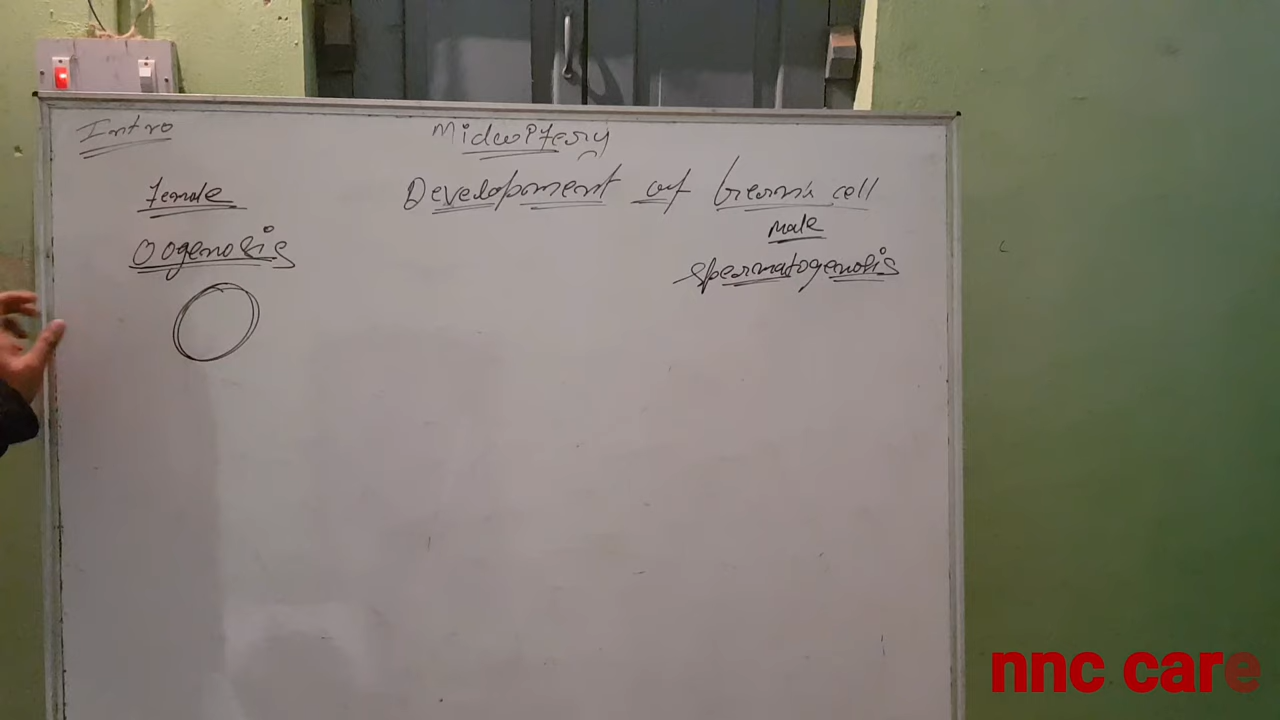 Intro
Midwifery
Development of Germ cell
Female
male
Oogenesis
spermatogenesis
nnc care